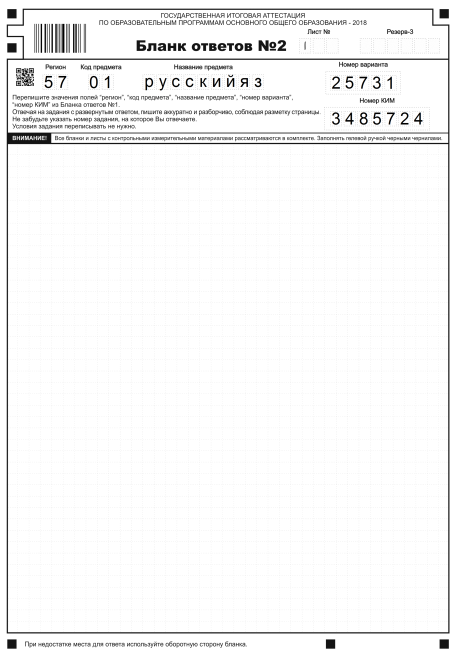 ГОСУДАРСТВЕННАЯ ИТОГОВАЯ АТТЕСТАЦИЯ
ПО ОБРАЗОВАТЕЛЬНЫМ ПРОГРАММАМ ОСНОВНОГО ОБЩЕГО ОБРАЗОВАНИЯ - 2018
Бланк ответов №2
Лист №
Резерв-3
Регион
Код предмета
Название предмета
Номер варианта
57
01
русскийяз
25731
Перепишите значения полей "регион", "код предмета", "название предмета", "номер варианта",
"номер КИМ" из Бланка ответов №1.
Отвечая на задания с развернутым ответом, пишите аккуратно и разборчиво, соблюдая разметку страницы.
Не забудьте указать номер задания, на которое Вы отвечаете.
Условия задания переписывать не нужно.
Номер КИМ
3485724
ВНИМАНИЕ! Все бланки и листы с контрольными измерительными материалами рассматриваются в комплекте. Заполнять гелевой ручкой черными чернилами.
При недостатке места для ответа используйте оборотную сторону бланка.